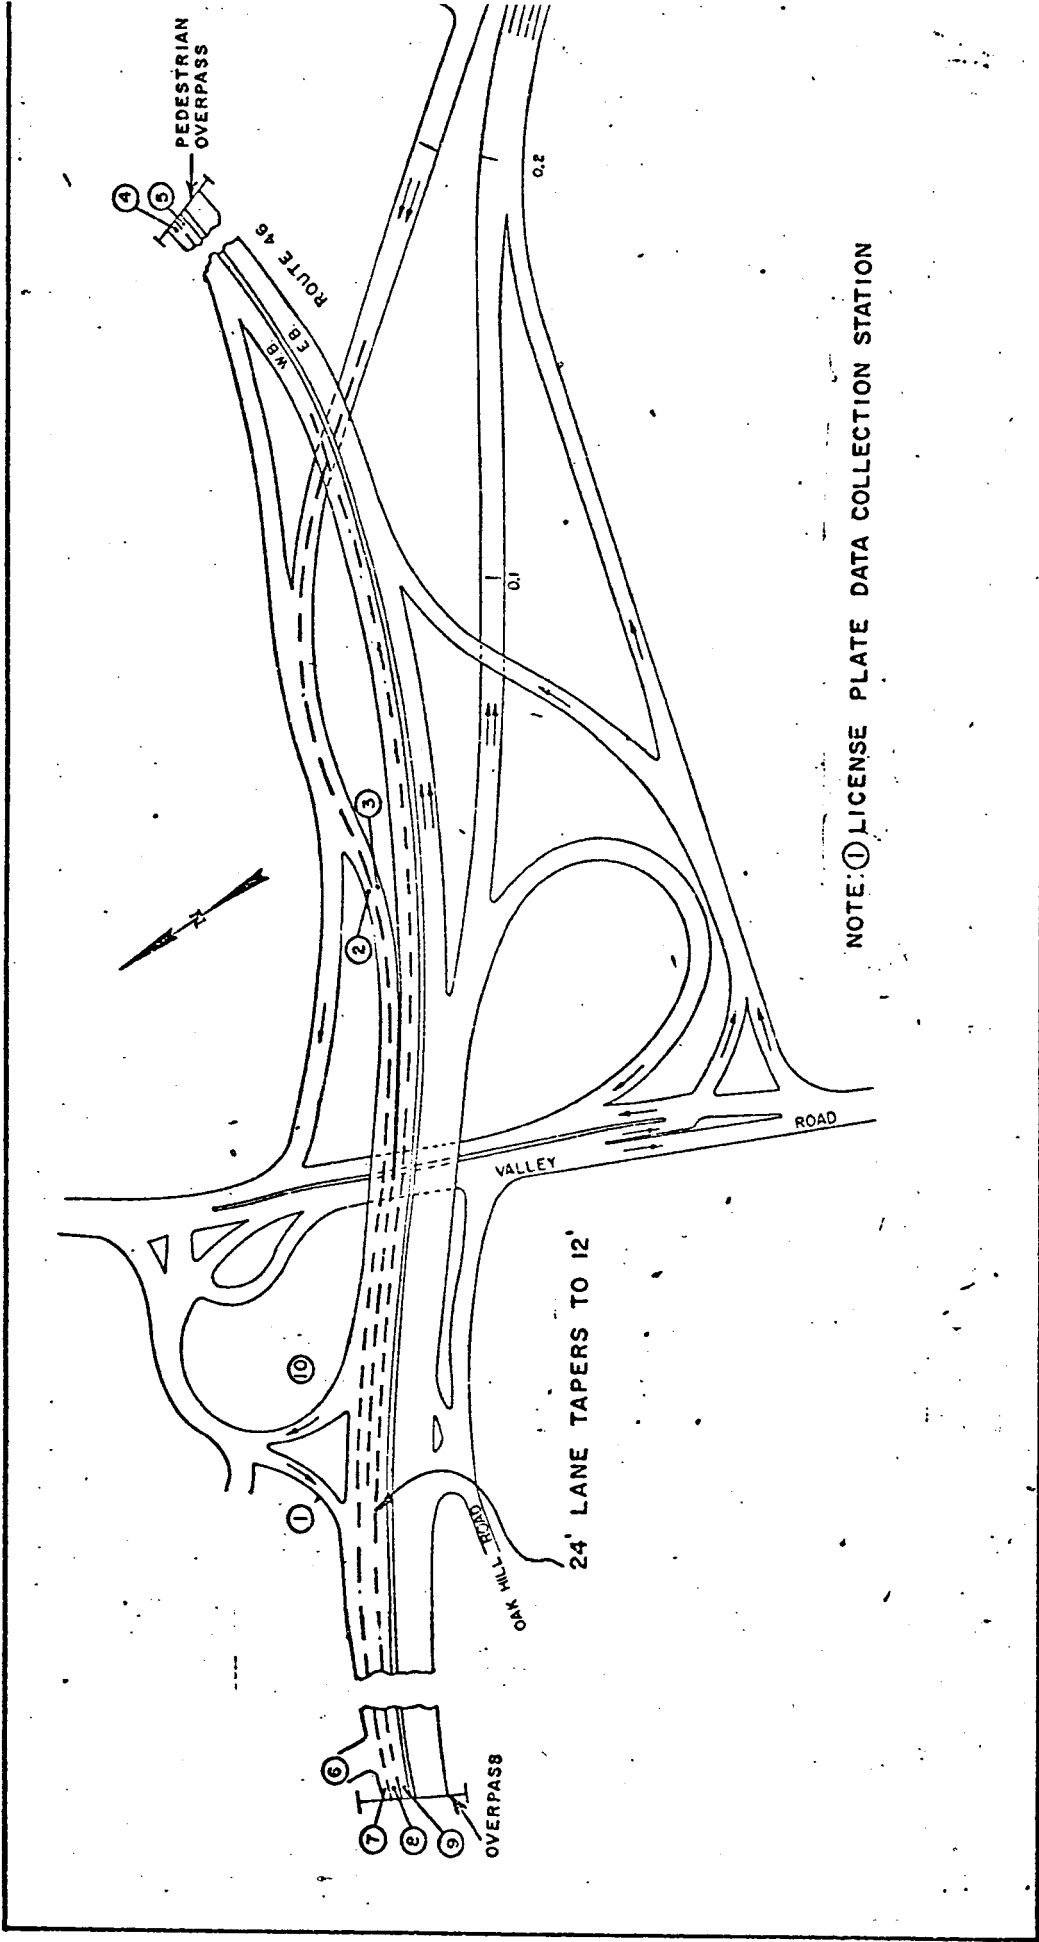 PEDESTRIAN
OVERPASS
4
5
ROUTE 46
W.B.
E.B.
0.2
0.1
3
2
N
VALLEY
ROAD
10
1
24' LANE TAPERS TO 12'
OAK HILL ROAD
6
7
8
9
OVERPASS
NOTE: 1 LICENSE PLATE DATA COLLECTION STATION